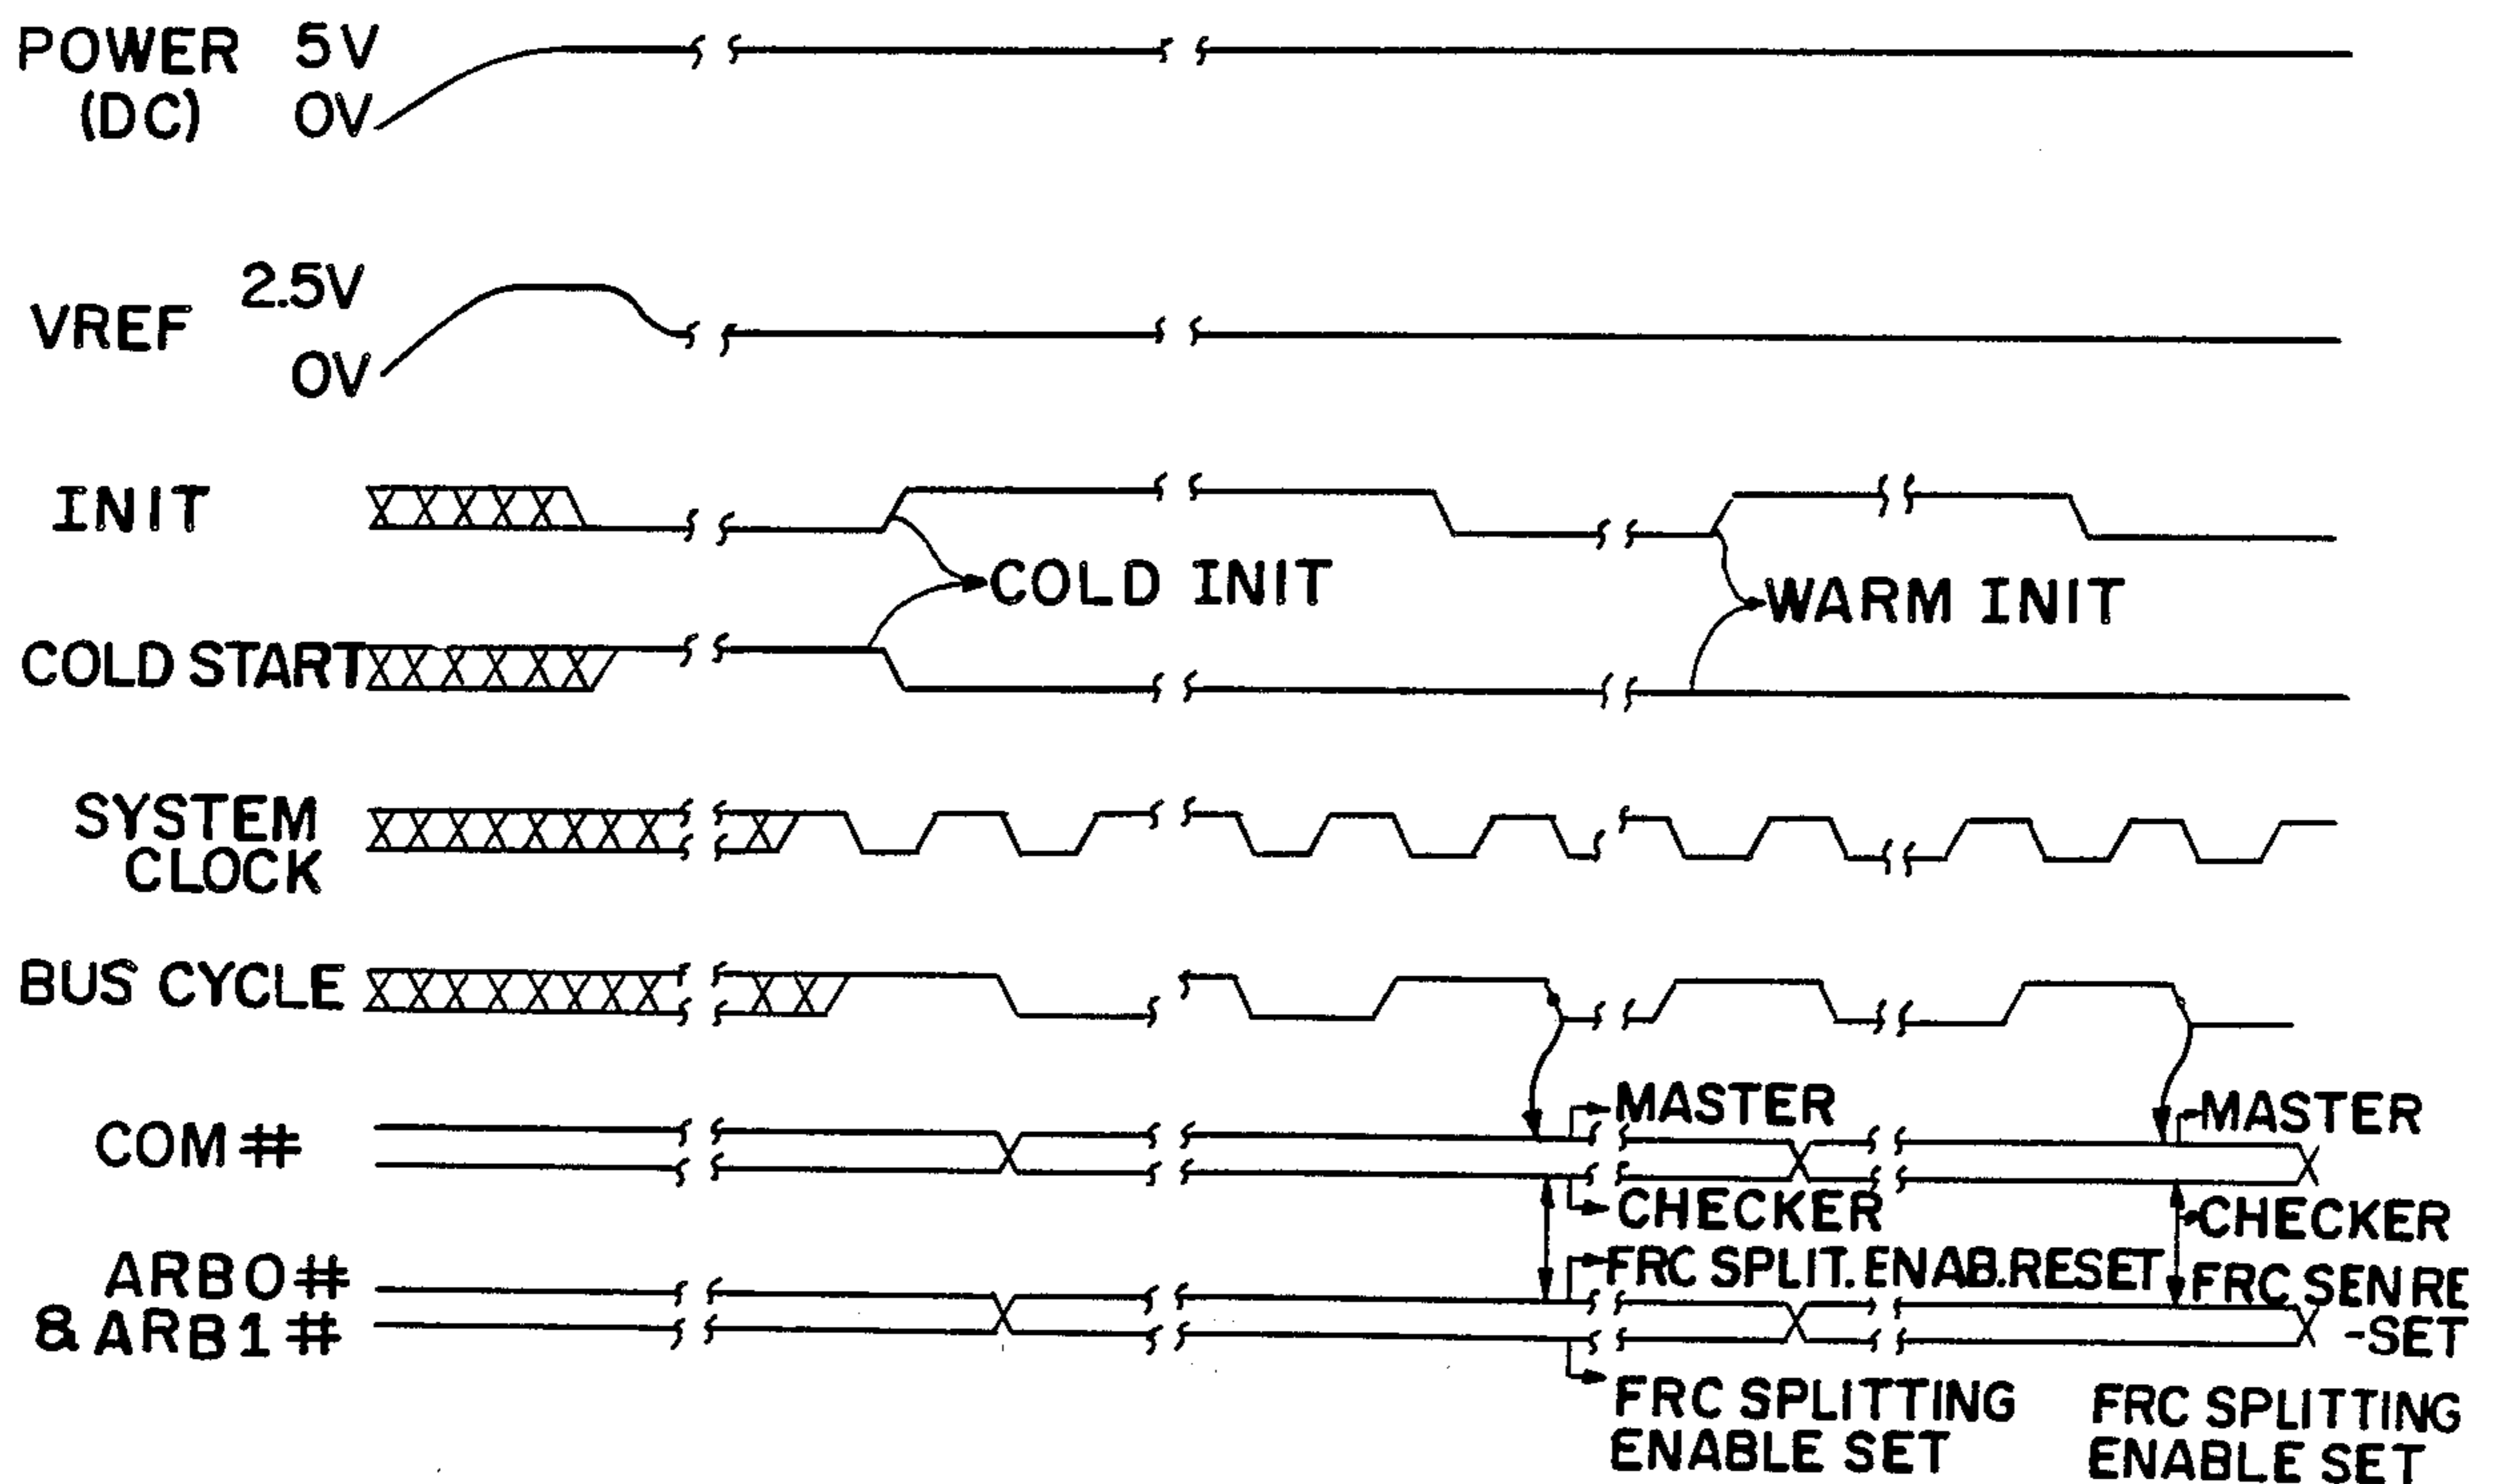 POWER 5V
(DC) 0V
2.5V
VREF
0V
INIT
COLD INIT
WARM INIT
COLD START
SYSTEM
CLOCK
BUS CYCLE
MASTER
MASTER
COM #
CHECKER
CHECKER
ARB0 #
FRC SPLIT. ENAB. RESET
FRC SEN RE
-SET
& ARB1 #
FRC SPLITTING
ENABLE SET
FRC SPLITTING
ENABLE SET